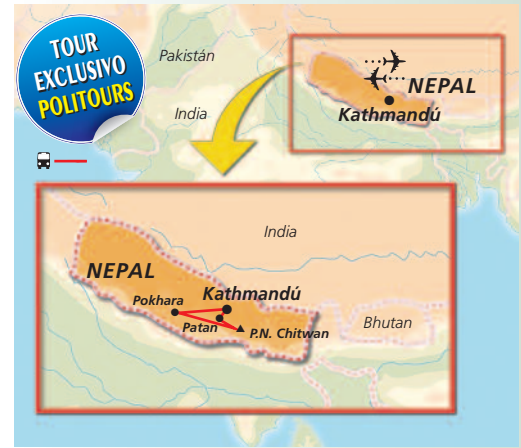 TOUR
EXCLUSIVO
POLITOURS
Pakistán
India
NEPAL
Kathmandú
India
NEPAL
Kathmandú
Pokhara
Patan
P.N. Chitwan
Bhutan